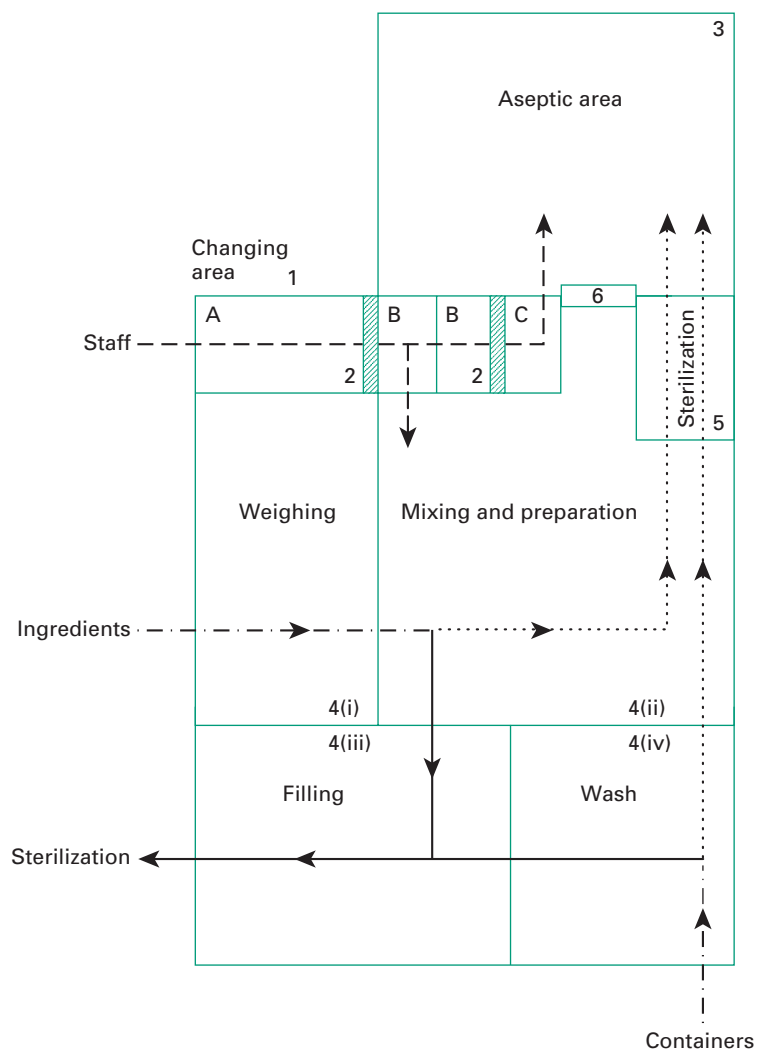 3
Aseptic area
Changing
area
1
6
A
B
B
C
Staff
2
2
Sterilization
5
Weighing
Mixing and preparation
Ingredients
4(i)
4(ii)
4(iii)
4(iv)
Filling
Wash
Sterilization
Containers